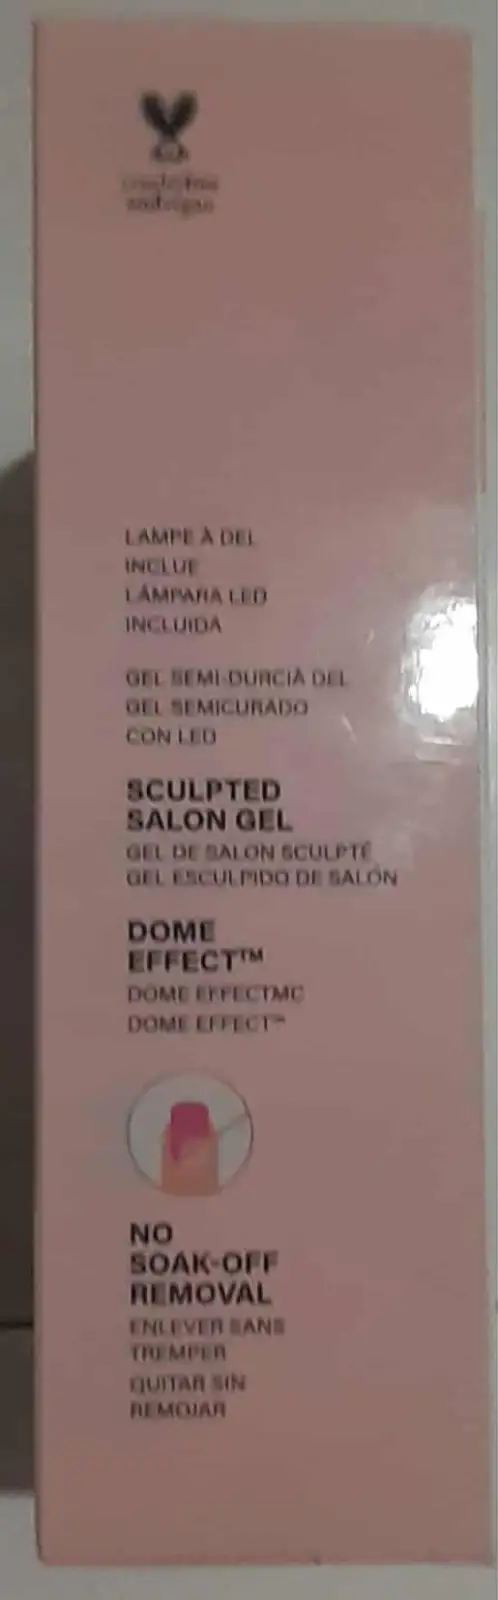 LAMPE À DEL
INCLUE
LÁMPARA LED
INCLUIDA
GEL SEMI-DURCIÀ DEL
GEL SEMICURADO
CON LED
SCULPTED
SALON GEL
GEL DE SALON SCULPTÉ
GEL ESCULPIDO DE SALÓN
DOME
EFFECT™
DOME EFFECTMC
DOME EFFECT™
NO
SOAK-OFF
REMOVAL
ENLEVER SANS
TREMPER
QUITAR SIN
REMOJAR